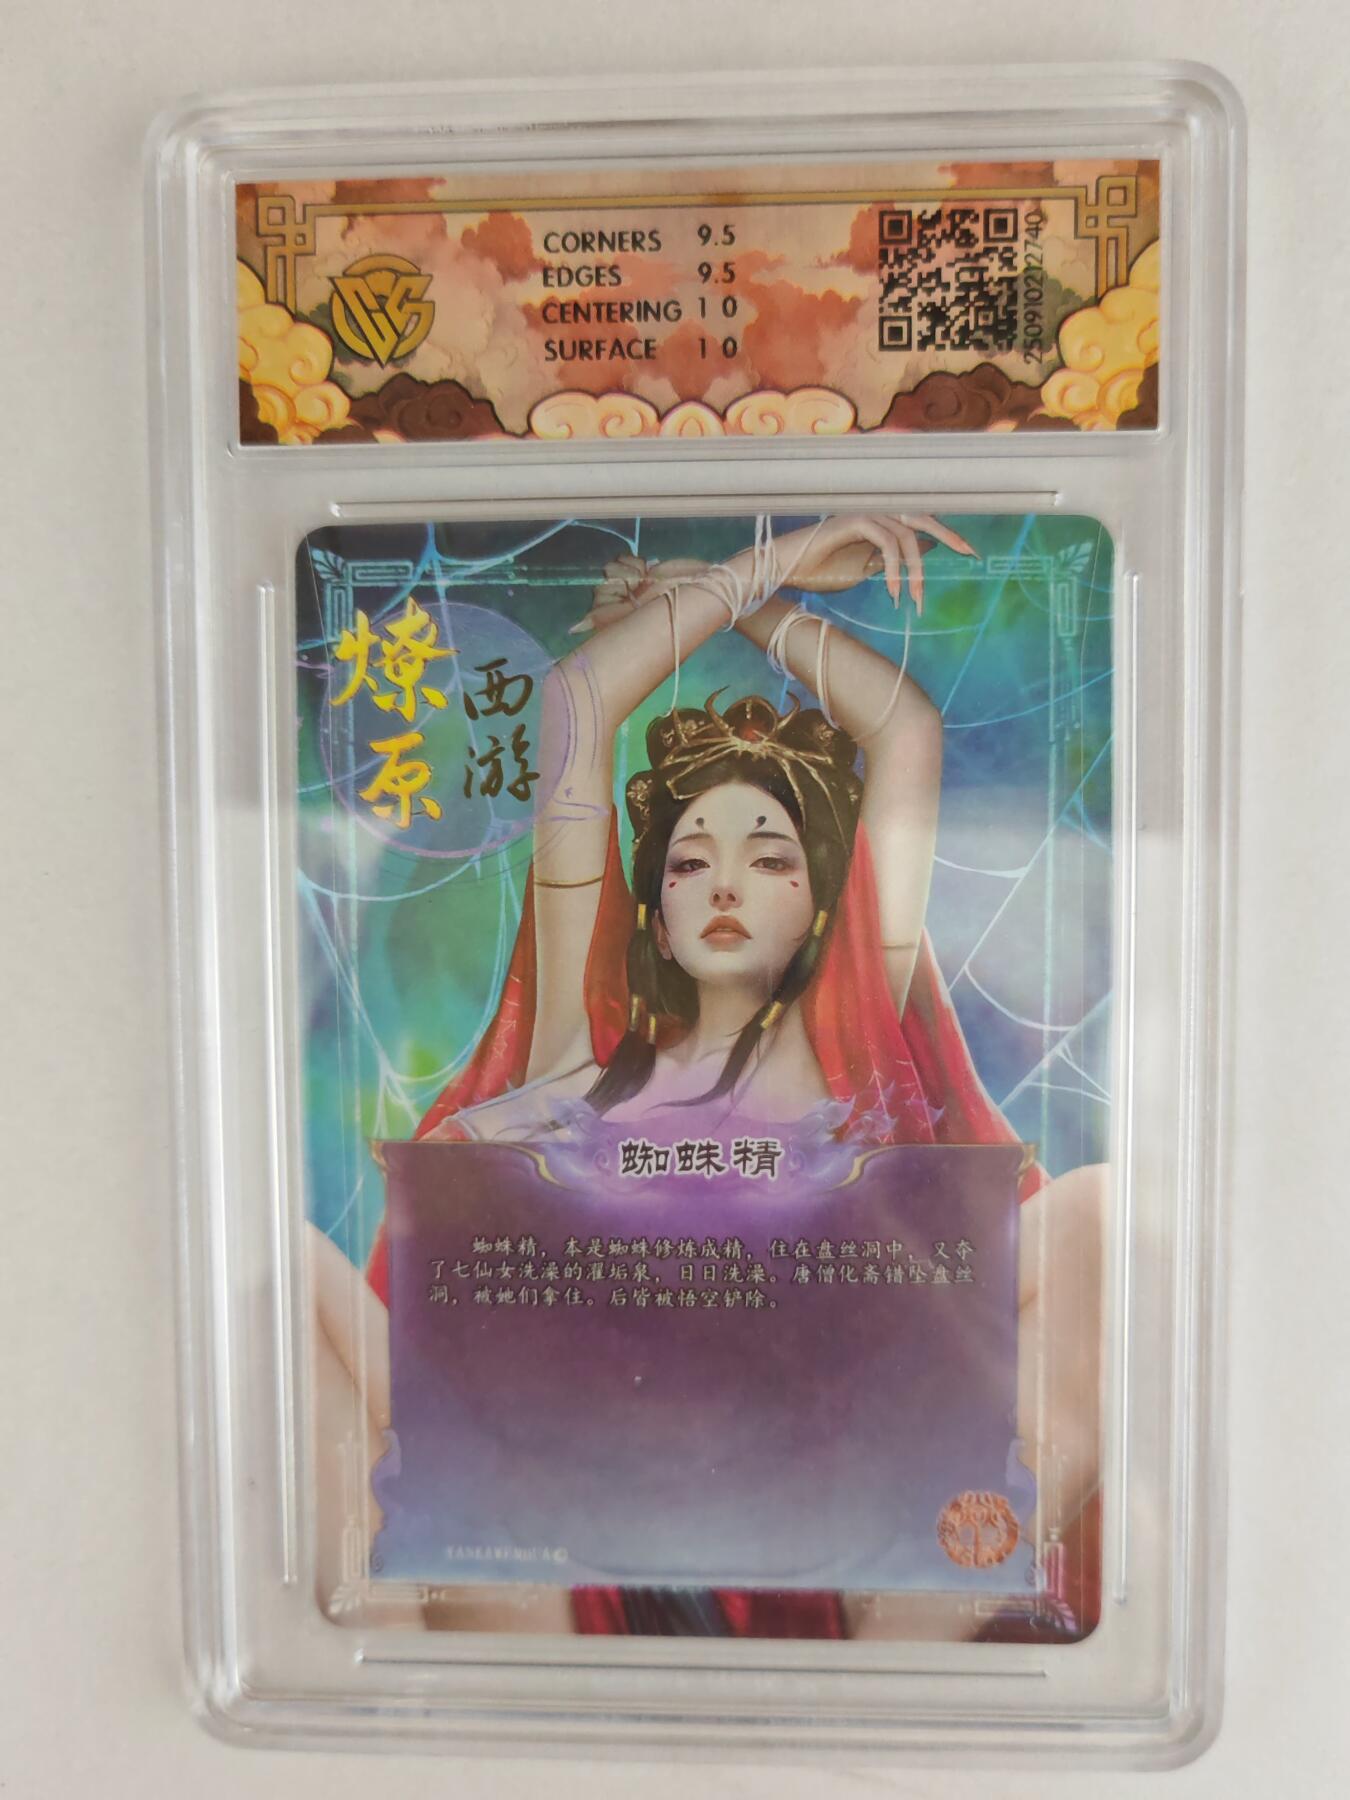 CORNERS 9.5
EDGES 9.5
CENTERING 10
SURFACE 10
2509102212740
燎原
西游
蜘蛛精
蜘蛛精，本是蜘蛛修炼成精，住在盘丝洞中，又夺
了七仙女洗澡的濯垢泉，日日洗澡。唐僧化斋错坠盘丝
洞，被她们拿住。后皆被悟空铲除。
YANKAWENHUA©